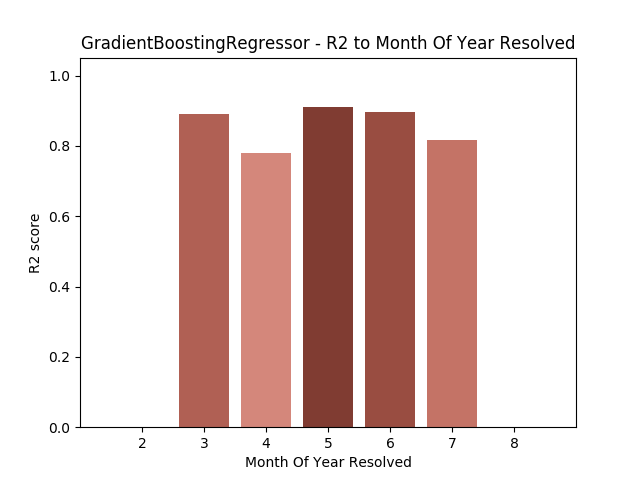 GradientBoostingRegressor - R2 to Month Of Year Resolved
1.0
0.8
0.6
0.4
0.2
0.0
R2 score
2 3 4 5 6 7 8
Month Of Year Resolved